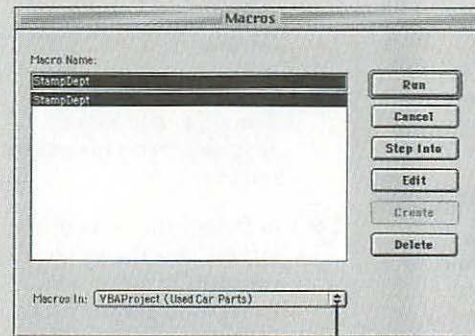 Macros
Macro Name:
StampDept
StampDept
Run
Cancel
Step Into
Edit
Create
Delete
Macros In: VBAProject (Used Car Parts)